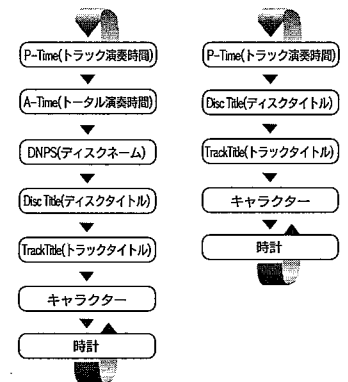 P-Time(トラック演奏時間)
A-Time(トータル演奏時間)
DNPS(ディスクネーム)
Disc Title(ディスクタイトル)
TrackTitle(トラックタイトル)
キャラクター
時計
P-Time(トラック演奏時間)
Disc Title(ディスクタイトル)
TrackTitle(トラックタイトル)
キャラクター
時計